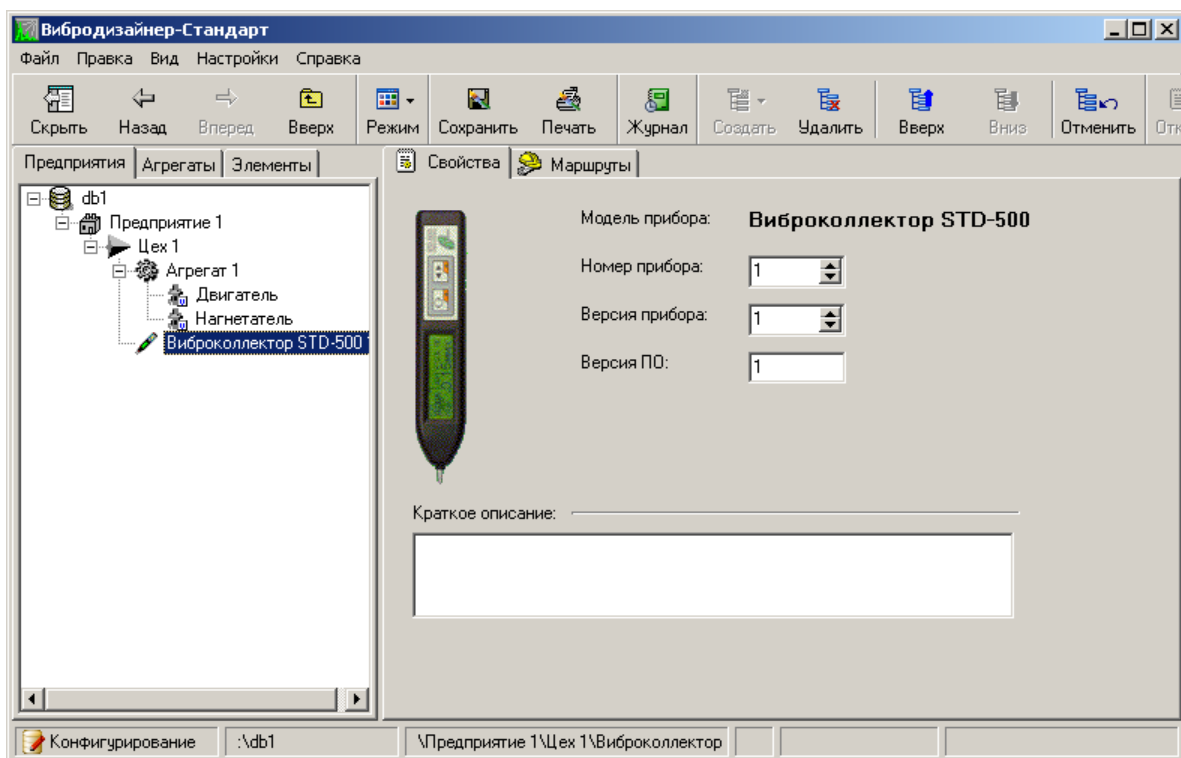 Вибродизайнер-Стандарт
Файл Правка Вид Настройки Справка
Скрыть Назад Вперед Вверх Режим Сохранить Печать Журнал Создать Удалить Вверх Вниз Отменить
Предприятия Агрегаты Элементы
Свойства Маршруты
db1
Предприятие 1
Цех 1
Агрегат 1
Двигатель
Нагнетатель
Виброколлектор STD-500
Модель прибора: Виброколлектор STD-500
Номер прибора: 1
Версия прибора: 1
Версия ПО: 1
Краткое описание:
Конфигурирование :\db1 \Предприятие 1\Цех 1\Виброколлектор